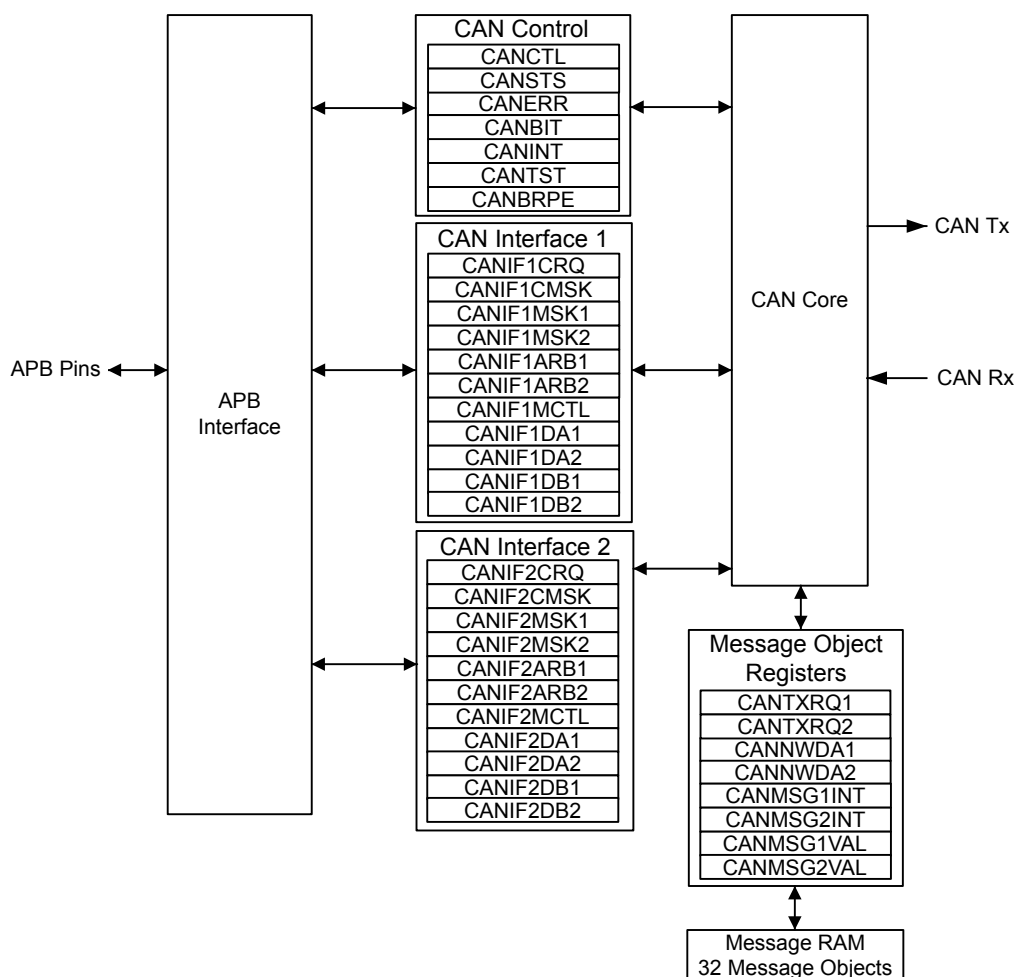 CAN Control
CANCTL
CANSTS
CANERR
CANBIT
CANINT
CANTST
CANBRPE
CAN Interface 1
CANIF1CRQ
CANIF1CMSK
CANIF1MSK1
CANIF1MSK2
CANIF1ARB1
CANIF1ARB2
CANIF1MCTL
CANIF1DA1
CANIF1DA2
CANIF1DB1
CANIF1DB2
CAN Interface 2
CANIF2CRQ
CANIF2CMSK
CANIF2MSK1
CANIF2MSK2
CANIF2ARB1
CANIF2ARB2
CANIF2MCTL
CANIF2DA1
CANIF2DA2
CANIF2DB1
CANIF2DB2
APB Pins
APB
Interface
CAN Core
CAN Tx
CAN Rx
Message Object
Registers
CANTXRQ1
CANTXRQ2
CANNWDA1
CANNWDA2
CANMSG1INT
CANMSG2INT
CANMSG1VAL
CANMSG2VAL
Message RAM
32 Message Objects